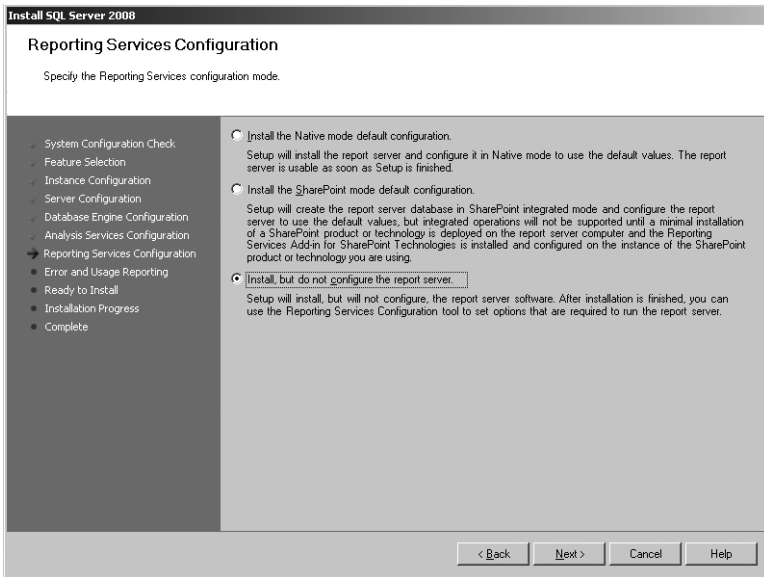 Install SQL Server 2008
Reporting Services Configuration
Specify the Reporting Services configuration mode.
System Configuration Check
Feature Selection
Instance Configuration
Server Configuration
Database Engine Configuration
Analysis Services Configuration
Reporting Services Configuration
Error and Usage Reporting
Ready to Install
Installation Progress
Complete
Install the Native mode default configuration.
Setup will install the report server and configure it in Native mode to use the default values. The report
server is usable as soon as Setup is finished.
Install the SharePoint mode default configuration.
Setup will create the report server database in SharePoint integrated mode and configure the report
server to use the default values, but integrated operations will not be supported until a minimal installation
of a SharePoint product or technology is deployed on the report server computer and the Reporting
Services Add-in for SharePoint Technologies is installed and configured on the instance of the SharePoint
product or technology you are using.
Install, but do not configure the report server.
Setup will install, but will not configure, the report server software. After installation is finished, you can
use the Reporting Services Configuration tool to set options that are required to run the report server.
< Back
Next >
Cancel
Help